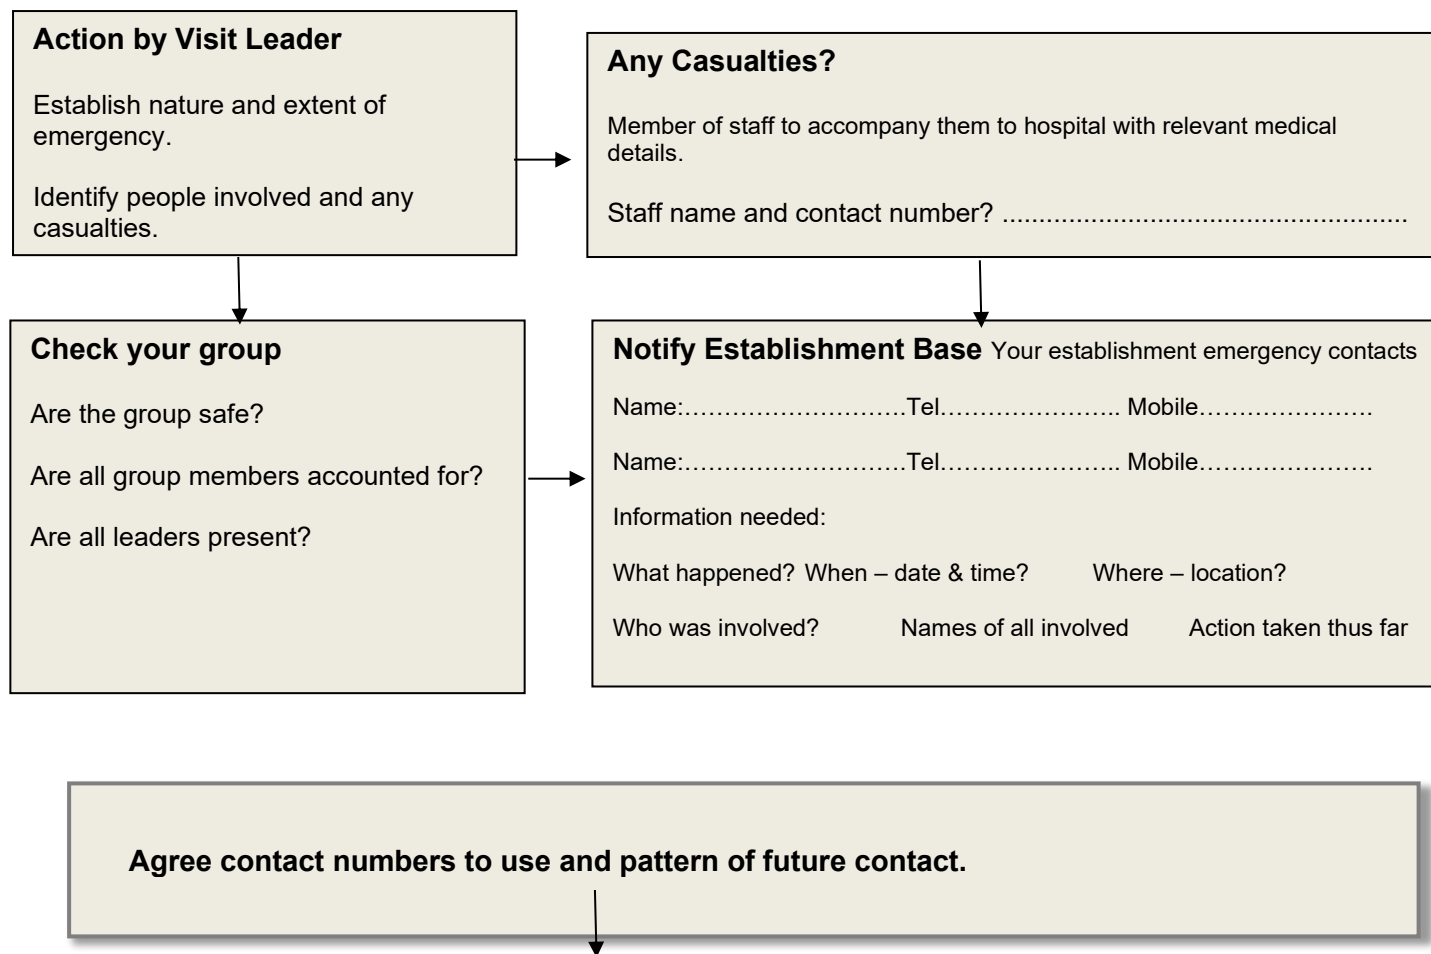 Action by Visit Leader
Establish nature and extent of
emergency.
Identify people involved and any
casualties.
Any Casualties?
Member of staff to accompany them to hospital with relevant medical
details.
Staff name and contact number? .......................................................
Check your group
Are the group safe?
Are all group members accounted for?
Are all leaders present?
Notify Establishment Base Your establishment emergency contacts
Name:……………………….Tel………………….. Mobile………………….
Name:……………………….Tel………………….. Mobile………………….
Information needed:
What happened? When – date & time? Where – location?
Who was involved? Names of all involved Action taken thus far
Agree contact numbers to use and pattern of future contact.